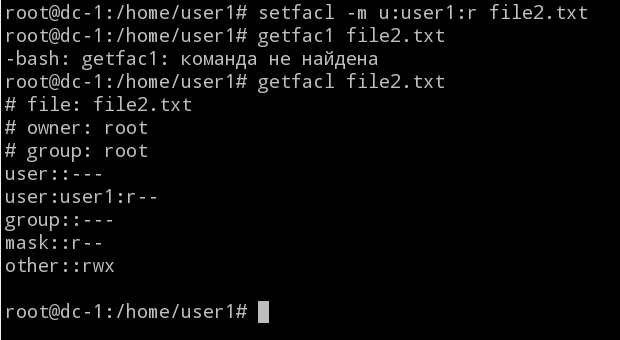 root@dc-1:/home/user1# setfacl -m u:user1:r file2.txt
root@dc-1:/home/user1# getfac1 file2.txt
-bash: getfac1: команда не найдена
root@dc-1:/home/user1# getfacl file2.txt
# file: file2.txt
# owner: root
# group: root
user::---
user:user1:r--
group::---
mask::r--
other::rwx
root@dc-1:/home/user1#